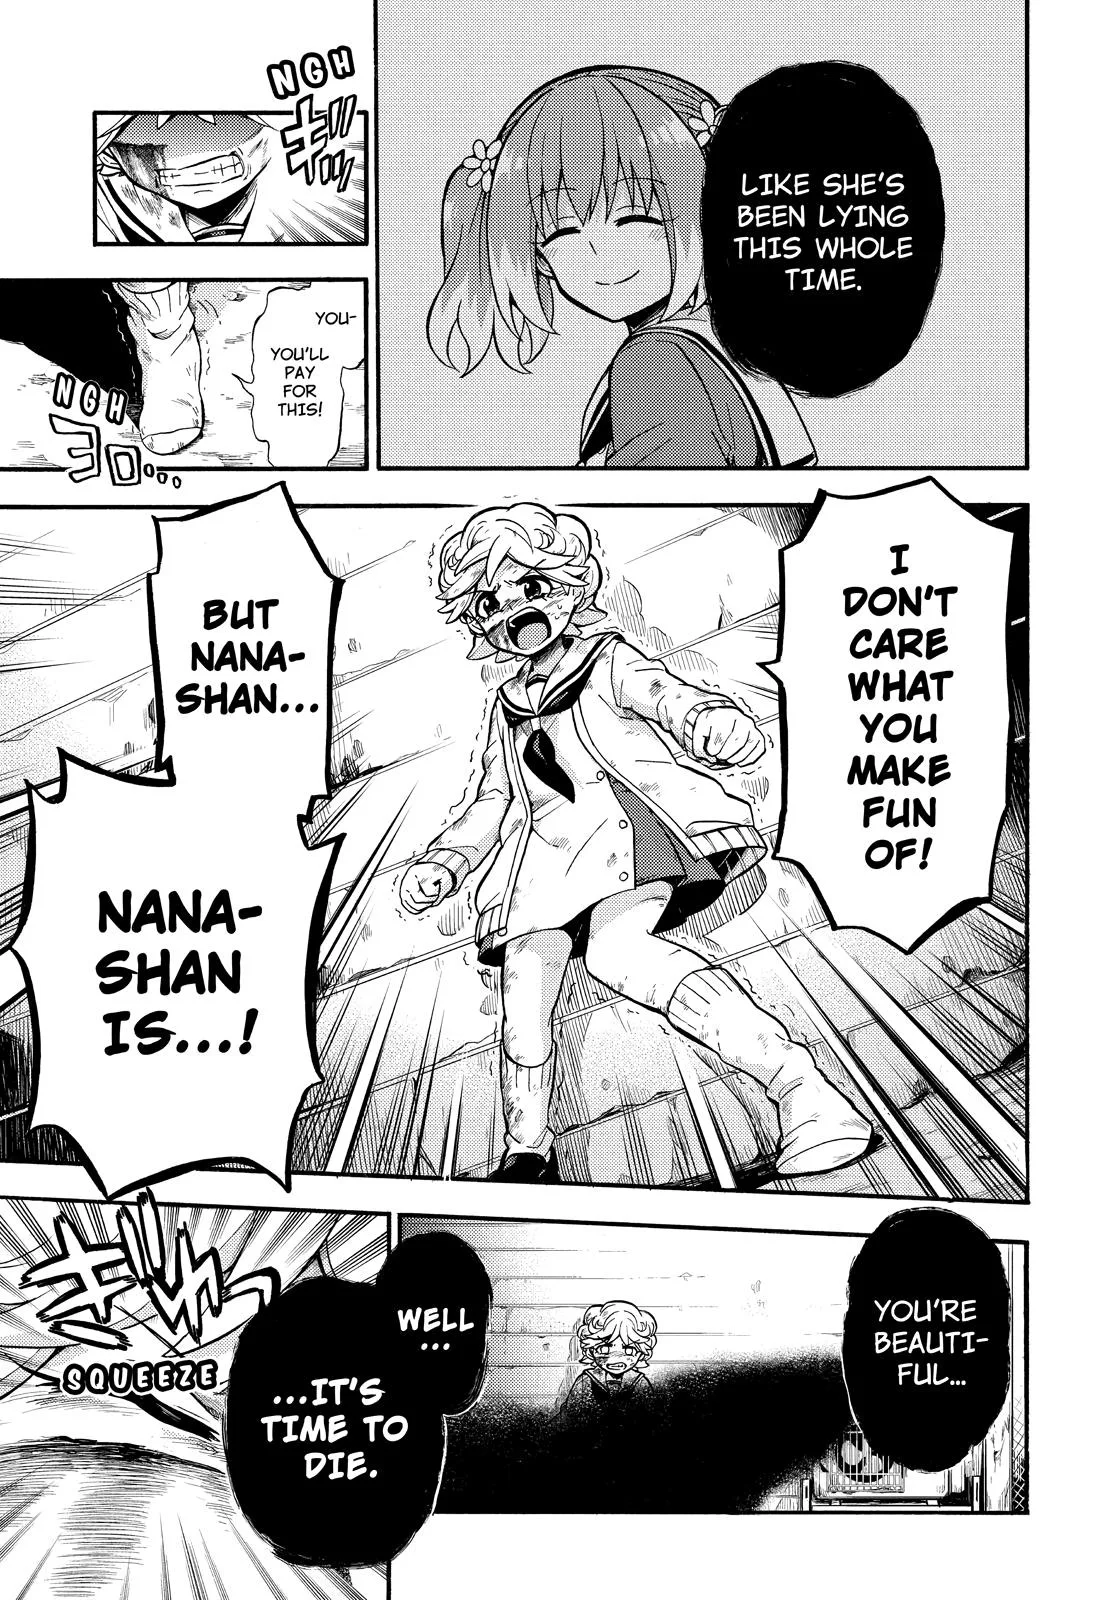 LIKE SHE'S
BEEN LYING
THIS WHOLE
TIME.
NGH
ギリッ
YOU-
YOU'LL
PAY
FOR
THIS!
NGH
ヨロ...
I
DON'T
CARE
WHAT
YOU
MAKE
FUN
OF!
BUT
NANA-
SHAN...
NANA-
SHAN
IS...!
YOU'RE
BEAUTI-
FUL...
WELL
...
...IT'S
TIME TO
DIE.
SQUEEZE